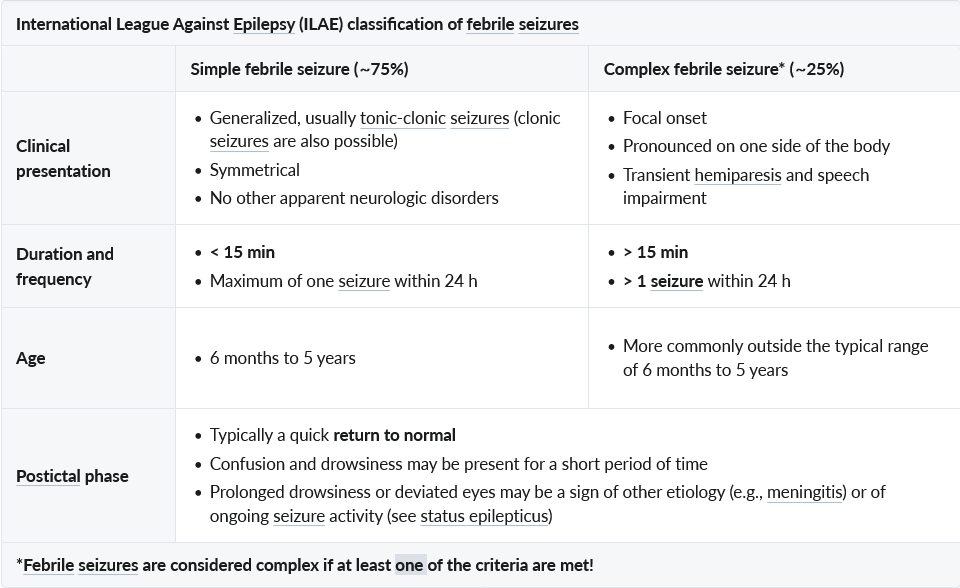 International League Against Epilepsy (ILAE) classification of febrile seizures
Simple febrile seizure (~75%)
Complex febrile seizure* (~25%)
Clinical
presentation
• Generalized, usually tonic-clonic seizures (clonic
seizures are also possible)
• Symmetrical
• No other apparent neurologic disorders
• Focal onset
• Pronounced on one side of the body
• Transient hemiparesis and speech
impairment
Duration and
frequency
• < 15 min
• Maximum of one seizure within 24 h
• > 15 min
• > 1 seizure within 24 h
Age
• 6 months to 5 years
• More commonly outside the typical range
of 6 months to 5 years
Postictal phase
• Typically a quick return to normal
• Confusion and drowsiness may be present for a short period of time
• Prolonged drowsiness or deviated eyes may be a sign of other etiology (e.g., meningitis) or of
ongoing seizure activity (see status epilepticus)
*Febrile seizures are considered complex if at least one of the criteria are met!